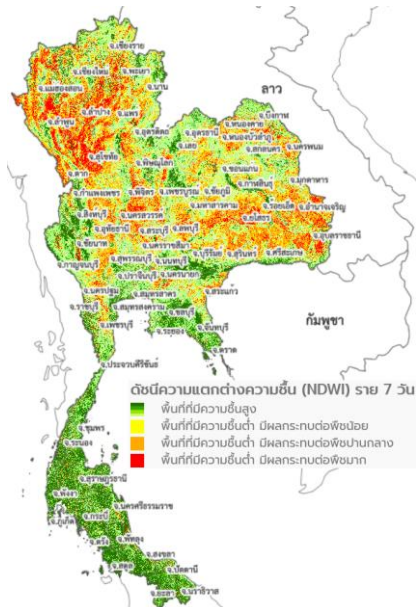 จ.เชียงราย
จ.เชียงใหม่ จ.พะเยา
จ.แม่ฮ่องสอน จ.น่าน
ลาว
จ.ลำปาง จ.แพร่
จ.ลำพูน
จ.บึงกาฬ
จ.หนองคาย
จ.อุตรดิตถ์ จ.อุดรธานี
จ.เลย จ.หนองบัวลำภู จ.นครพนม
จ.สกลนคร
จ.สุโขทัย
จ.พิษณุโลก
จ.ตาก จ.ขอนแก่น จ.มุกดาหาร
จ.กาฬสินธุ์
จ.กำแพงเพชร จ.พิจิตร จ.เพชรบูรณ์ จ.ชัยภูมิ
จ.มหาสารคาม จ.ร้อยเอ็ด จ.อำนาจเจริญ
จ.สิงห์บุรี จ.นครสวรรค์ จ.ยโสธร
จ.อุทัยธานี จ.สระบุรี จ.ลพบุรี
จ.อุบลราชธานี
จ.ชัยนาท จ.นครราชสีมา จ.บุรีรัมย์ จ.สุรินทร์ จ.ศรีสะเกษ
จ.กาญจนบุรี จ.สุพรรณบุรี จ.นนทบุรี
จ.ปราจีนบุรี จ.นครนายก
จ.นครปฐม จ.สมุทรสาคร จ.สระแก้ว
จ.ราชบุรี จ.สมุทรสงคราม จ.ชลบุรี
กัมพูชา
จ.เพชรบุรี จ.ระยอง จ.จันทบุรี
จ.ตราด
จ.ประจวบคีรีขันธ์
ดัชนีความแตกต่างความชื้น (NDWI) ราย 7 วัน
พื้นที่ที่มีความชื้นสูง
พื้นที่ที่มีความชื้นต่ำ มีผลกระทบต่อพืชน้อย
พื้นที่ที่มีความชื้นต่ำ มีผลกระทบต่อพืชปานกลาง
พื้นที่ที่มีความชื้นต่ำ มีผลกระทบต่อพืชมาก
จ.ชุมพร
จ.ระนอง
จ.สุราษฎร์ธานี
จ.พังงา
จ.นครศรีธรรมราช
จ.ภูเก็ต จ.กระบี่
จ.ตรัง จ.พัทลุง
จ.สงขลา
จ.สตูล จ.ปัตตานี
จ.ยะลา จ.นราธิวาส